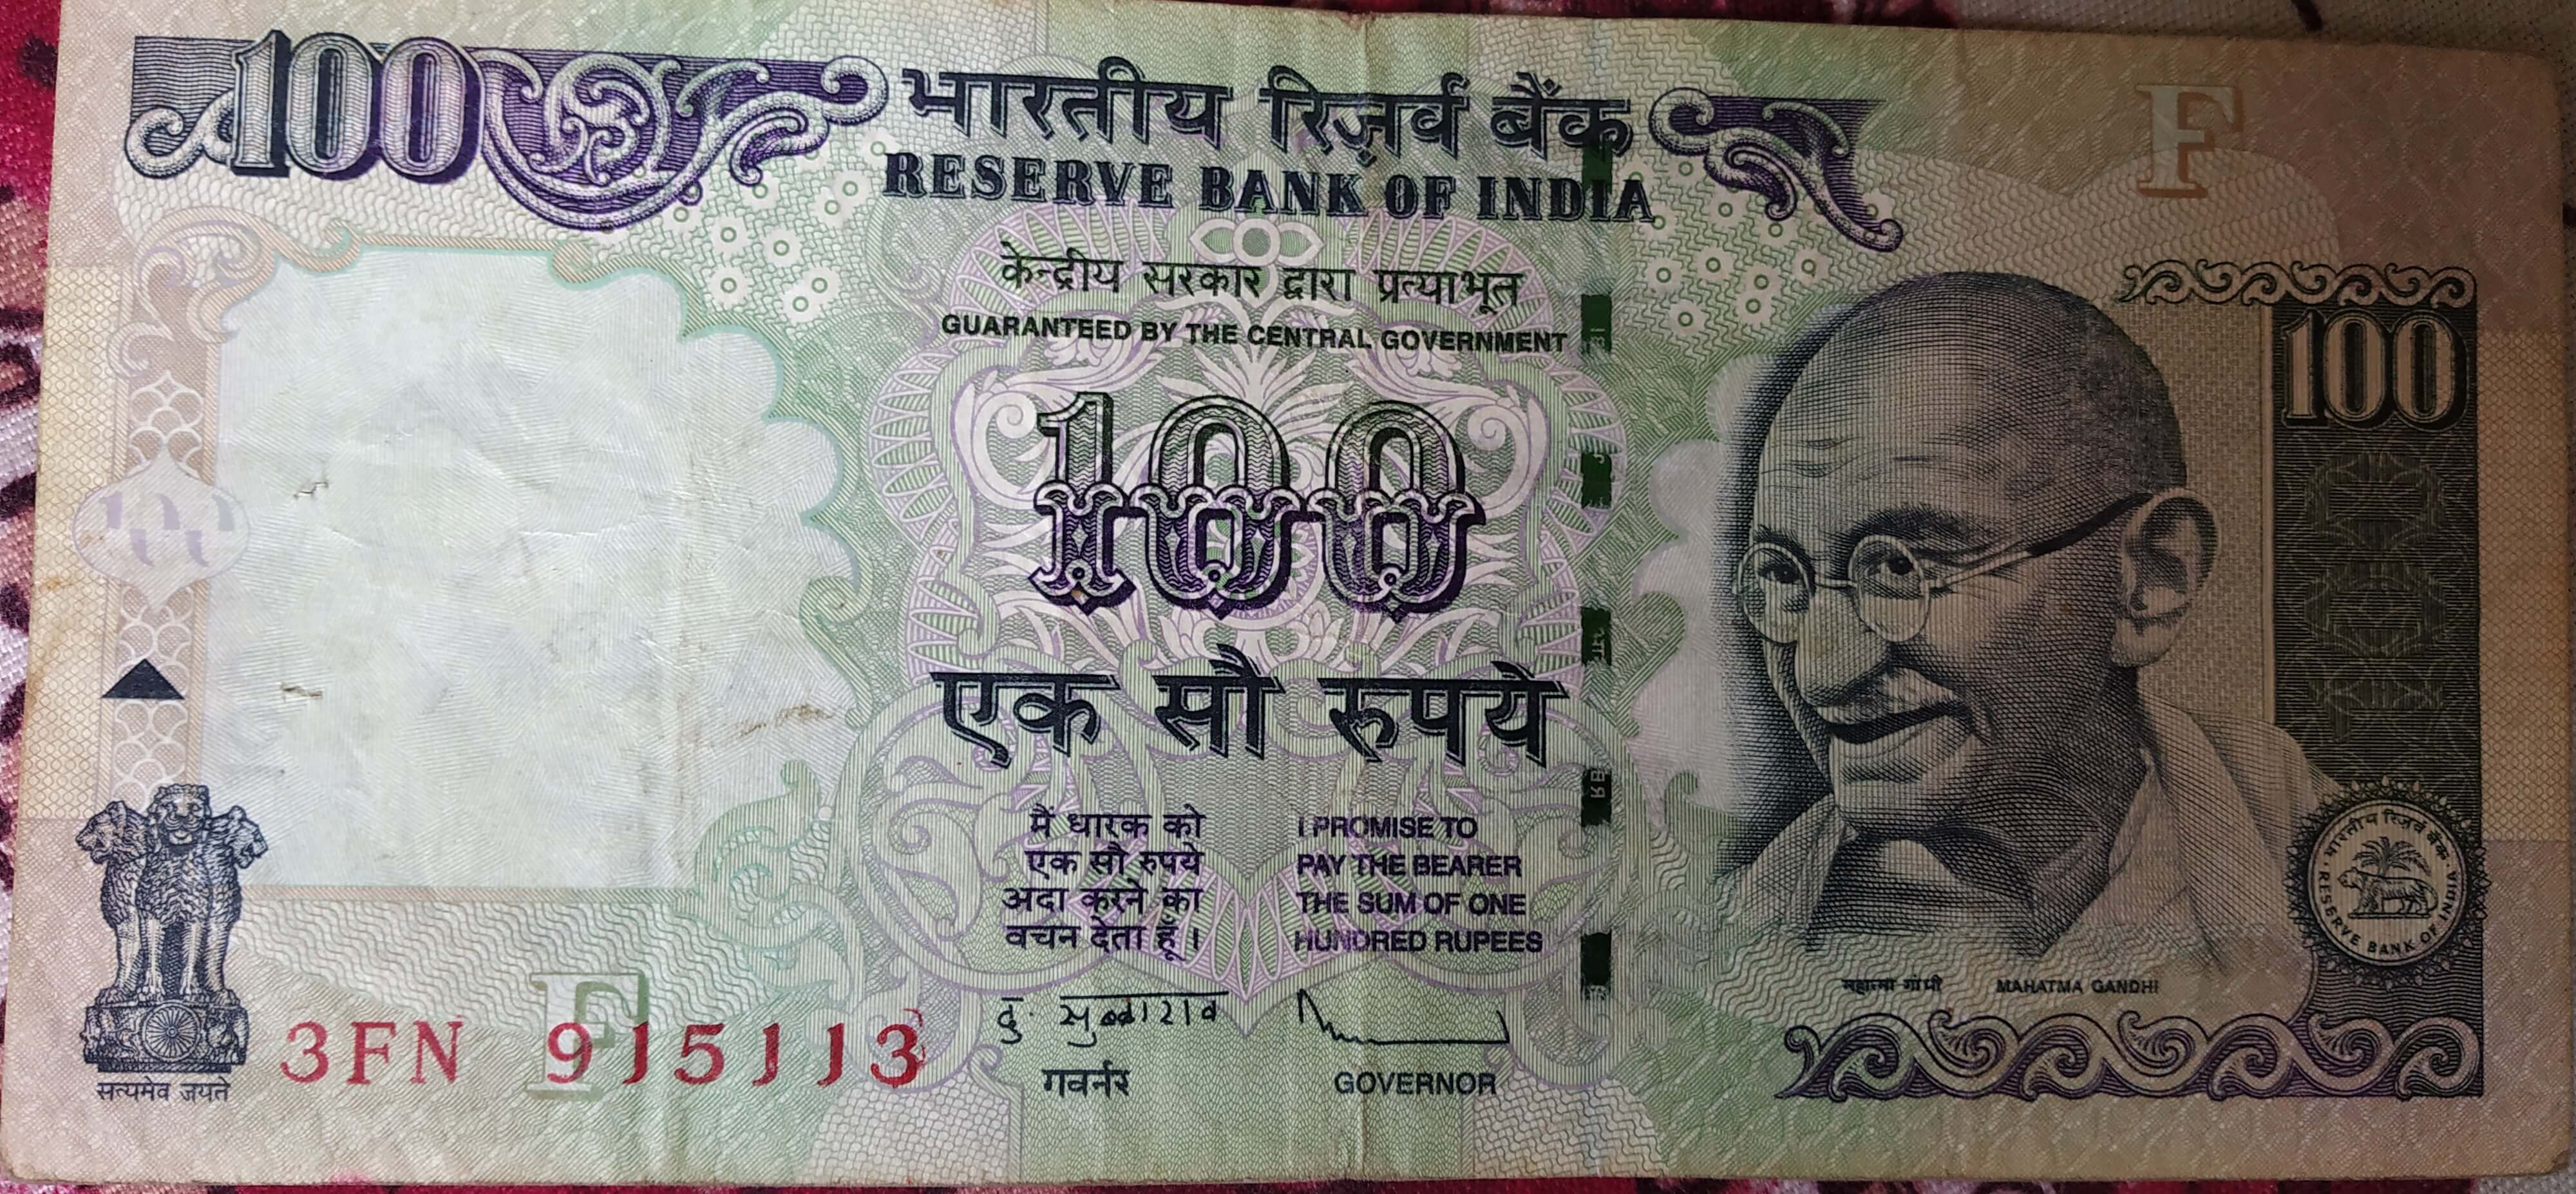 100
भारतीय रिज़र्व बैंक
RESERVE BANK OF INDIA
F
केन्द्रीय सरकार द्वारा प्रत्याभूत
GUARANTEED BY THE CENTRAL GOVERNMENT
100
100
एक सौ रुपये
मैं धारक को
एक सौ रुपये
अदा करने का
वचन देता हूँ।
I PROMISE TO
PAY THE BEARER
THE SUM OF ONE
HUNDRED RUPEES
RBI
भारतीय रिज़र्व बैंक
RESERVE BANK OF INDIA
महात्मा गांधी MAHATMA GANDHI
दु. सुब्बाराव
गवर्नर GOVERNOR
सत्यमेव जयते
F
3FN 915113